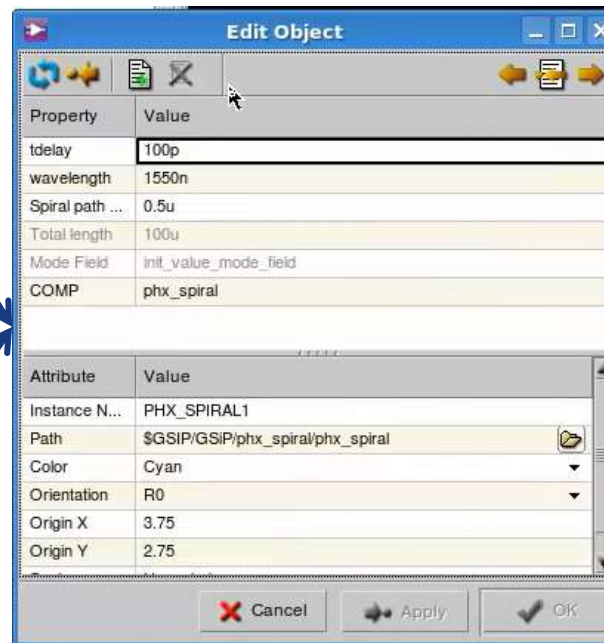 Edit Object
Property Value
tdelay 100p
wavelength 1550n
Spiral path ... 0.5u
Total length 100u
Mode Field init_value_mode_field
COMP phx_spiral
Attribute Value
Instance N... PHX_SPIRAL1
Path $GSIP/GSiP/phx_spiral/phx_spiral
Color Cyan
Orientation R0
Origin X 3.75
Origin Y 2.75
Cancel Apply OK